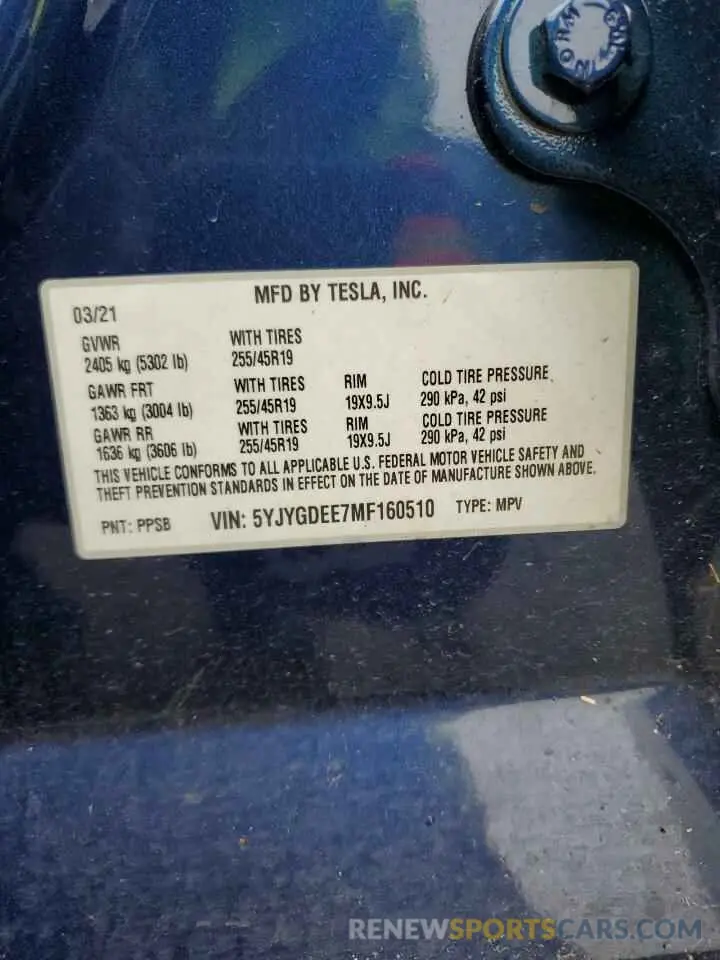 MFD BY TESLA, INC.
03/21
GVWR WITH TIRES
2405 kg (5302 lb) 255/45R19
GAWR FRT WITH TIRES RIM COLD TIRE PRESSURE
1363 kg (3004 lb) 255/45R19 19X9.5J 290 kPa, 42 psi
GAWR RR WITH TIRES RIM COLD TIRE PRESSURE
1636 kg (3606 lb) 255/45R19 19X9.5J 290 kPa, 42 psi
THIS VEHICLE CONFORMS TO ALL APPLICABLE U.S. FEDERAL MOTOR VEHICLE SAFETY AND
THEFT PREVENTION STANDARDS IN EFFECT ON THE DATE OF MANUFACTURE SHOWN ABOVE.
PNT: PPSB VIN: 5YJYGDEE7MF160510 TYPE: MPV
RENEWSPORTSCARS.COM